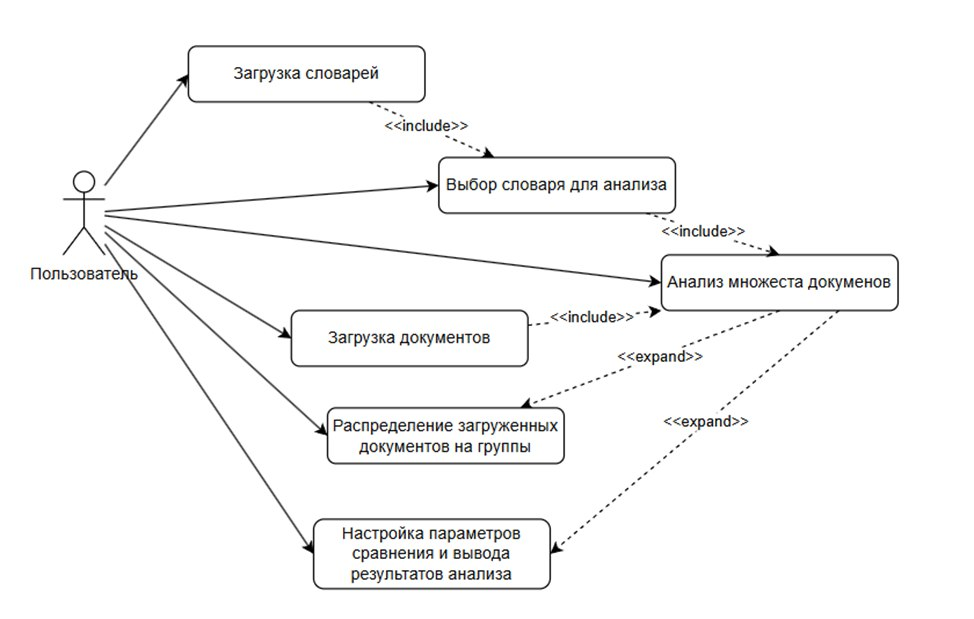 Загрузка словарей
<<include>>
Выбор словаря для анализа
<<include>>
Пользователь
Анализ множеста докуменов
Загрузка документов
<<include>>
<<expand>>
Распределение загруженных
документов на группы
<<expand>>
Настройка параметров
сравнения и вывода
результатов анализа